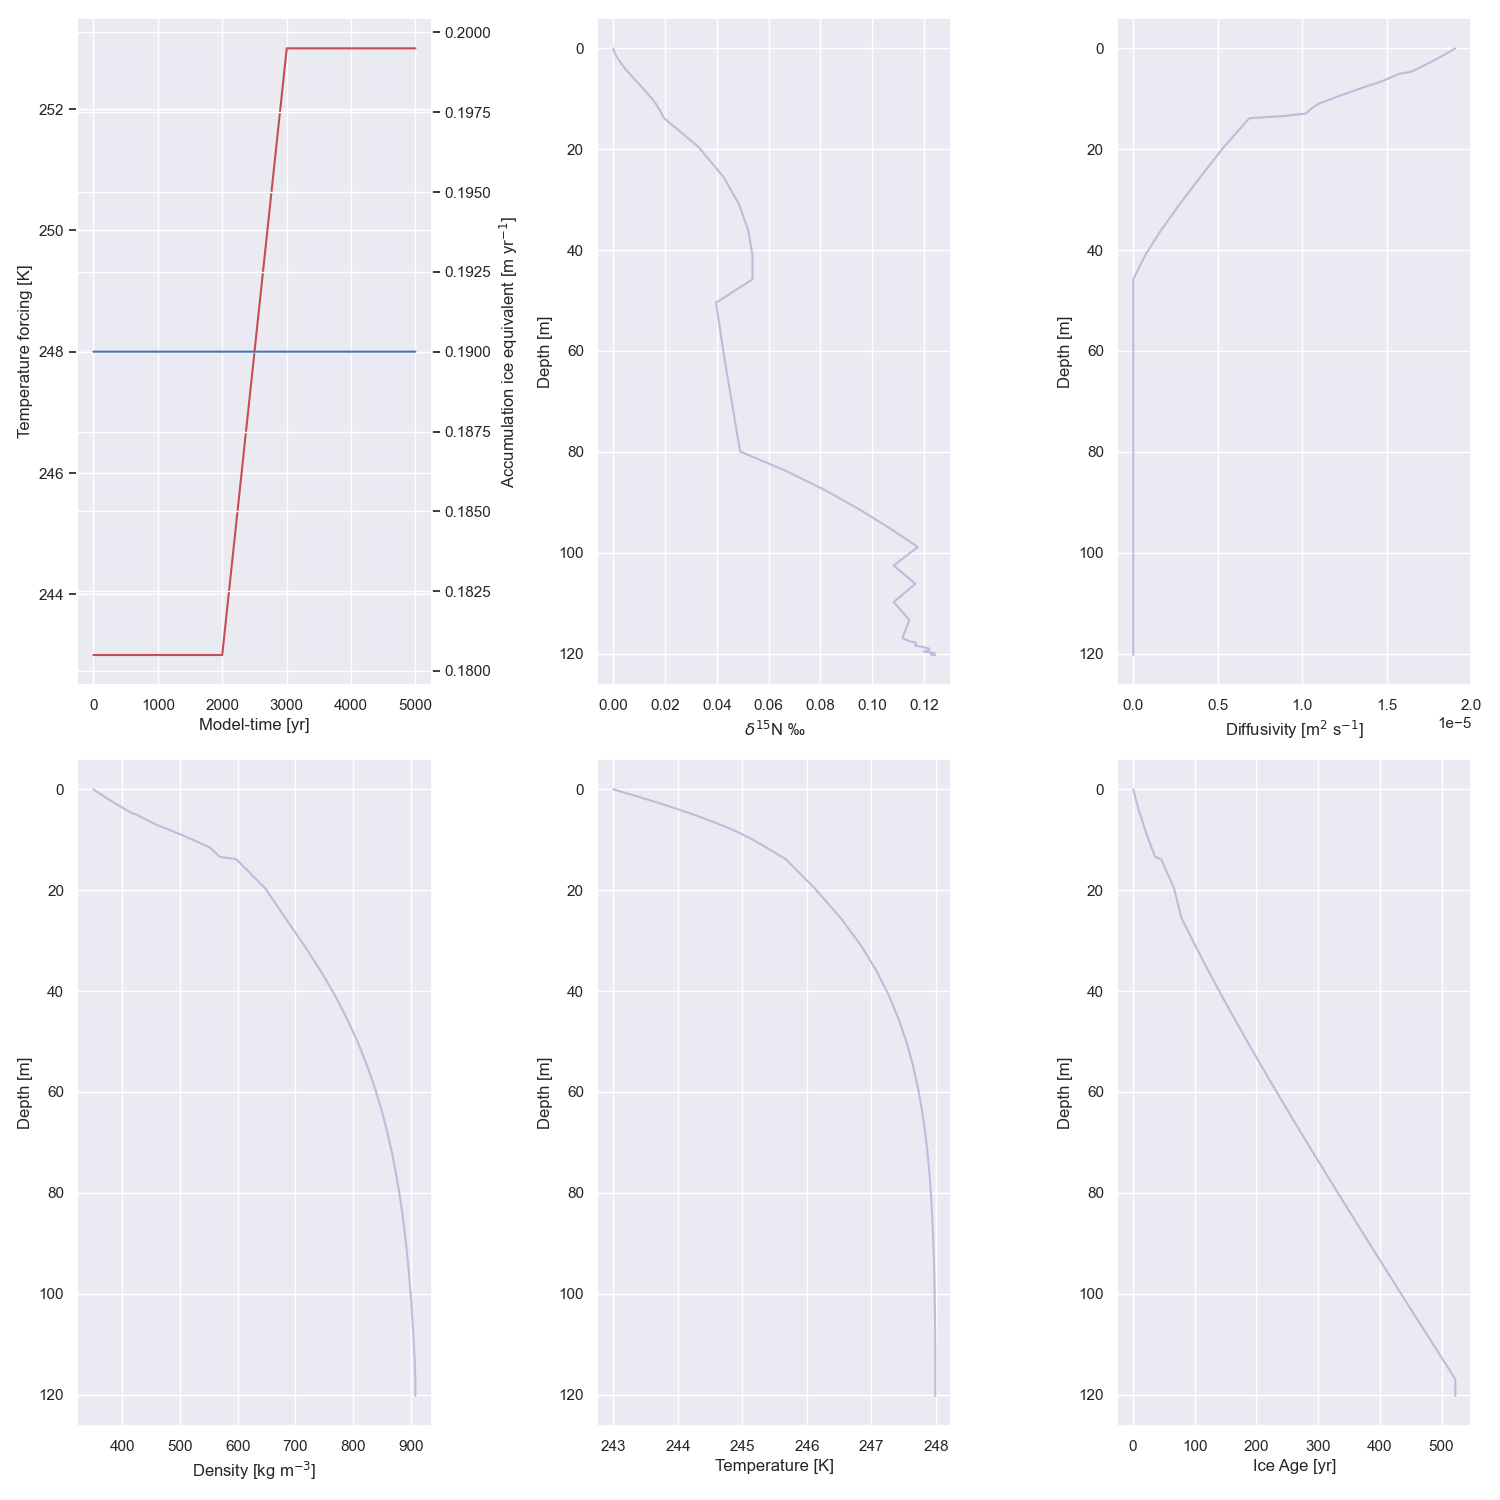 Temperature forcing [K]
252
250
248
246
244
0 1000 2000 3000 4000 5000
Model-time [yr]
0.2000
0.1975
0.1950
0.1925
0.1900
0.1875
0.1850
0.1825
0.1800
Accumulation ice equivalent [m yr⁻¹]
Depth [m]
0
20
40
60
80
100
120
0.00 0.02 0.04 0.06 0.08 0.10 0.12
δ¹⁵N ‰
Depth [m]
0
20
40
60
80
100
120
0.0 0.5 1.0 1.5 2.0
1e−5
Diffusivity [m² s⁻¹]
Depth [m]
0
20
40
60
80
100
120
400 500 600 700 800 900
Density [kg m⁻³]
Depth [m]
0
20
40
60
80
100
120
243 244 245 246 247 248
Temperature [K]
Depth [m]
0
20
40
60
80
100
120
0 100 200 300 400 500
Ice Age [yr]